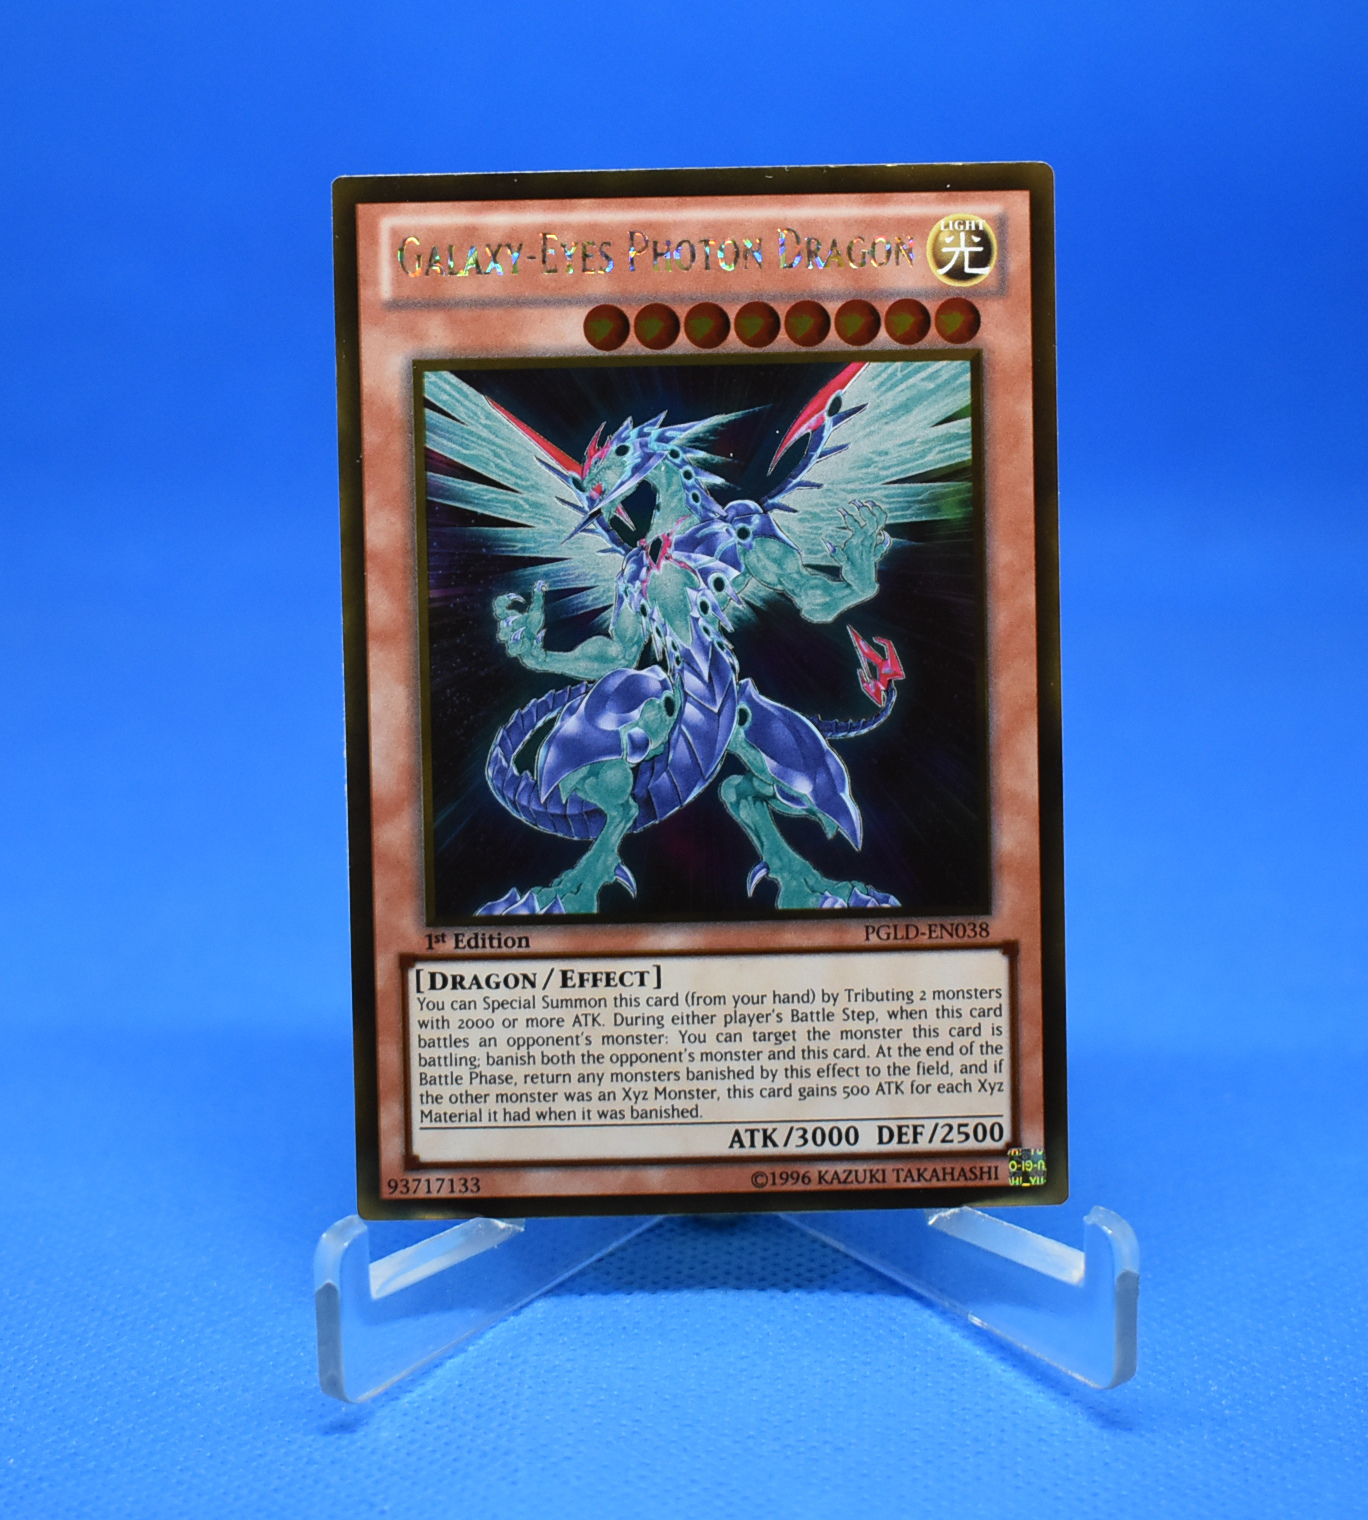 Galaxy-Eyes Photon Dragon
LIGHT
光
1st Edition
PGLD-EN038
[Dragon/Effect]
You can Special Summon this card (from your hand) by Tributing 2 monsters
with 2000 or more ATK. During either player's Battle Step, when this card
battles an opponent's monster: You can target the monster this card is
battling; banish both the opponent's monster and this card. At the end of the
Battle Phase, return any monsters banished by this effect to the field, and if
the other monster was an Xyz Monster, this card gains 500 ATK for each Xyz
Material it had when it was banished.
ATK/3000 DEF/2500
93717133
©1996 KAZUKI TAKAHASHI